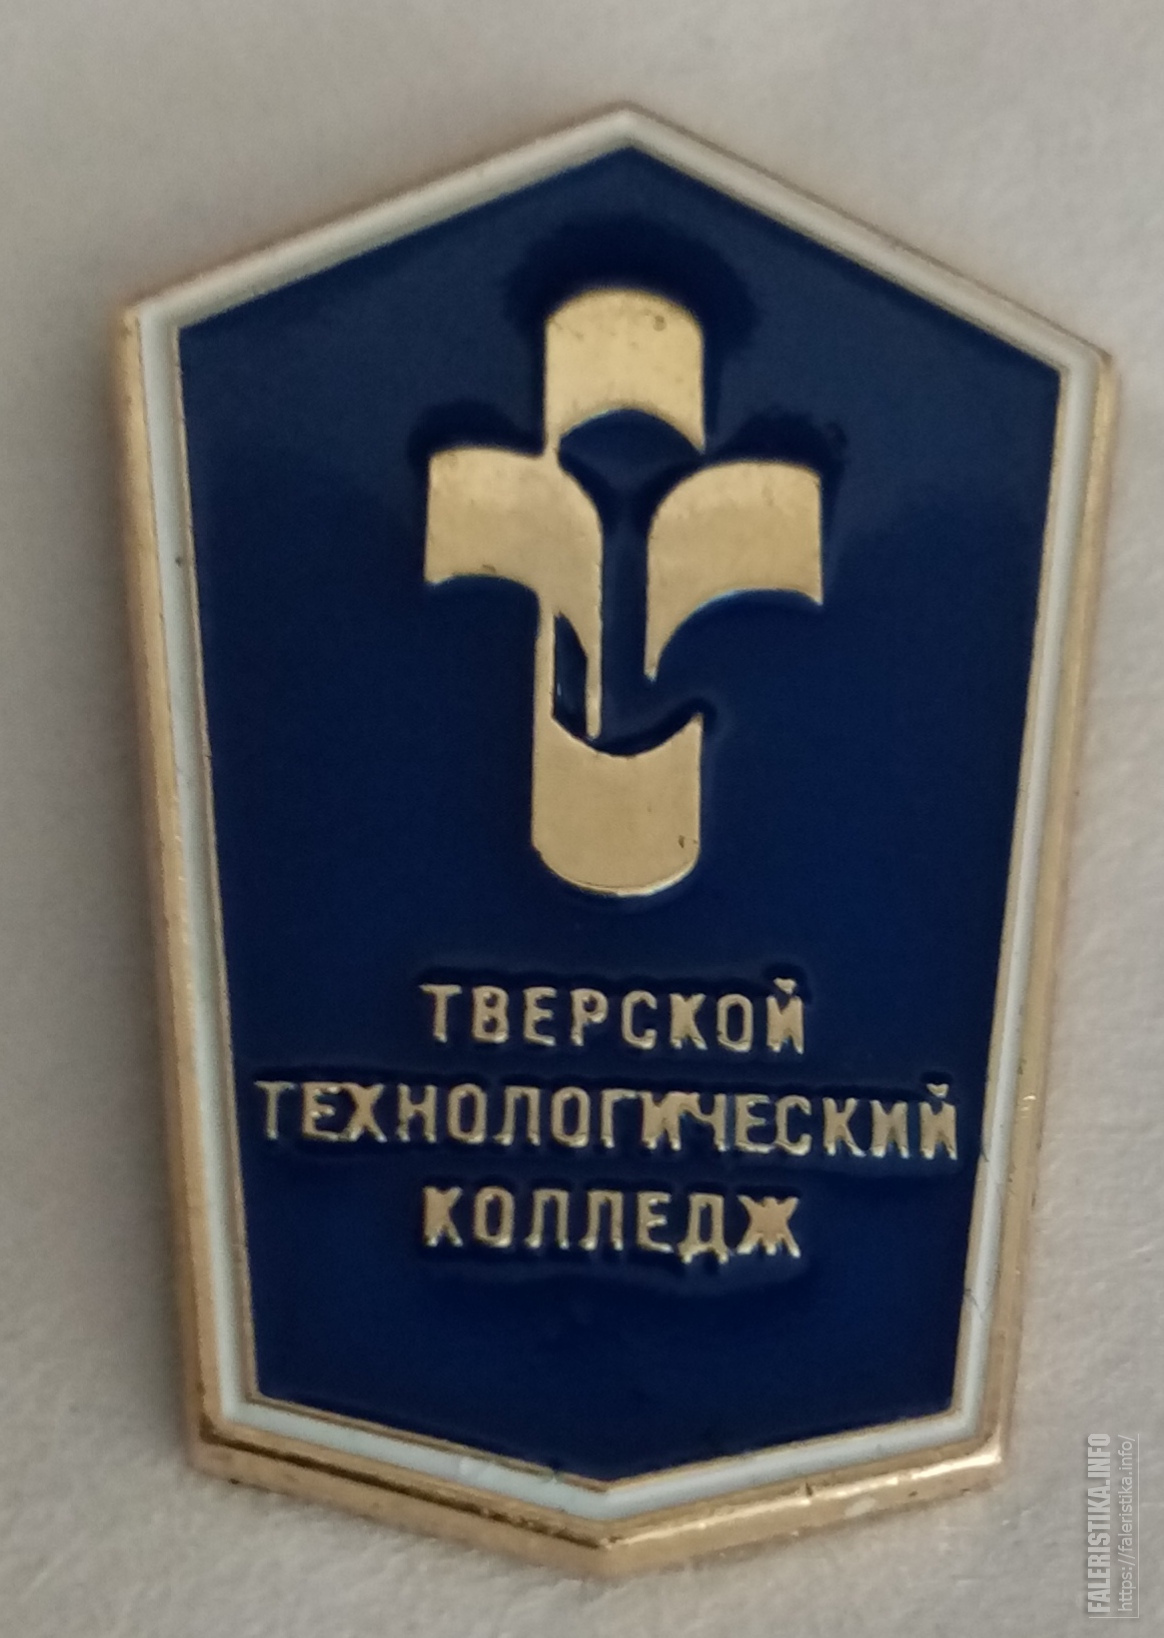 ТВЕРСКОЙ
ТЕХНОЛОГИЧЕСКИЙ
КОЛЛЕДЖ
FALERISTIKA.INFO
https://faleristika.info/